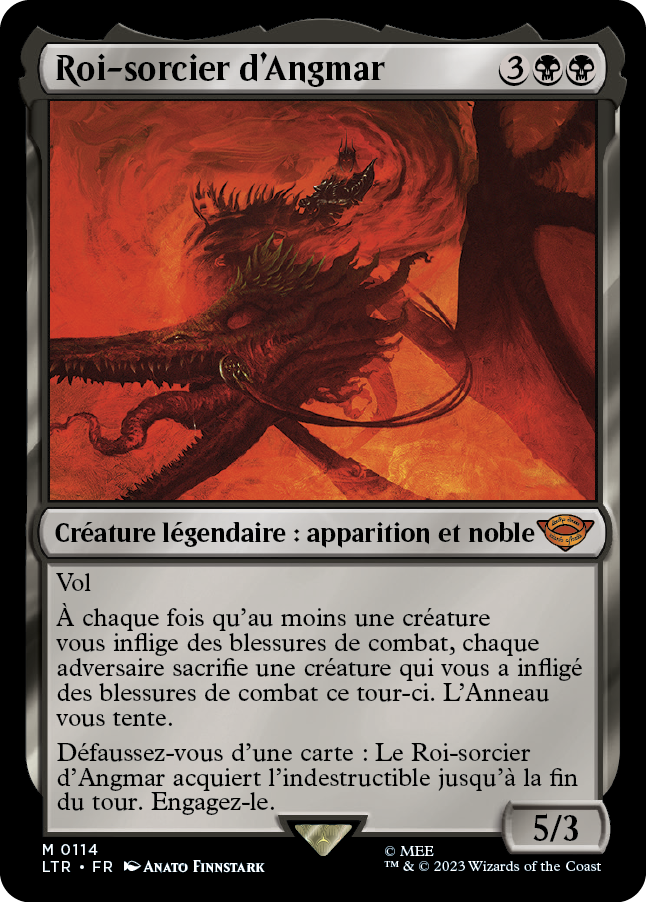 Roi-sorcier d'Angmar 3
Créature légendaire : apparition et noble
Vol
À chaque fois qu'au moins une créature
vous inflige des blessures de combat, chaque
adversaire sacrifie une créature qui vous a infligé
des blessures de combat ce tour-ci. L'Anneau
vous tente.
Défaussez-vous d'une carte : Le Roi-sorcier
d'Angmar acquiert l'indestructible jusqu'à la fin
du tour. Engagez-le.
5/3
M 0114
LTR • FR Anato Finnstark
© MEE
™ & © 2023 Wizards of the Coast